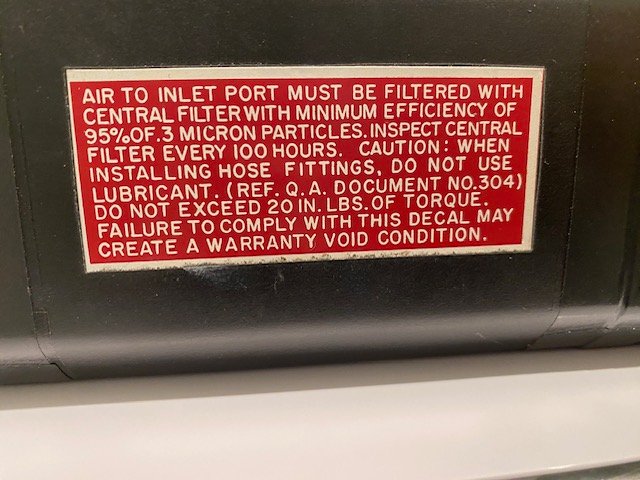 AIR TO INLET PORT MUST BE FILTERED WITH
CENTRAL FILTER WITH MINIMUM EFFICIENCY OF
95% OF .3 MICRON PARTICLES. INSPECT CENTRAL
FILTER EVERY 100 HOURS. CAUTION: WHEN
INSTALLING HOSE FITTINGS, DO NOT USE
LUBRICANT. (REF. Q.A. DOCUMENT NO. 304)
DO NOT EXCEED 20 IN. LBS. OF TORQUE.
FAILURE TO COMPLY WITH THIS DECAL MAY
CREATE A WARRANTY VOID CONDITION.